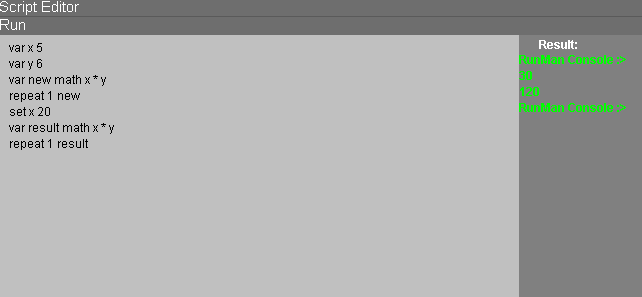 Script Editor
Run
var x 5
var y 6
var new math x * y
repeat 1 new
set x 20
var result math x * y
repeat 1 result
Result:
RunMan Console :>
30
120
RunMan Console :>